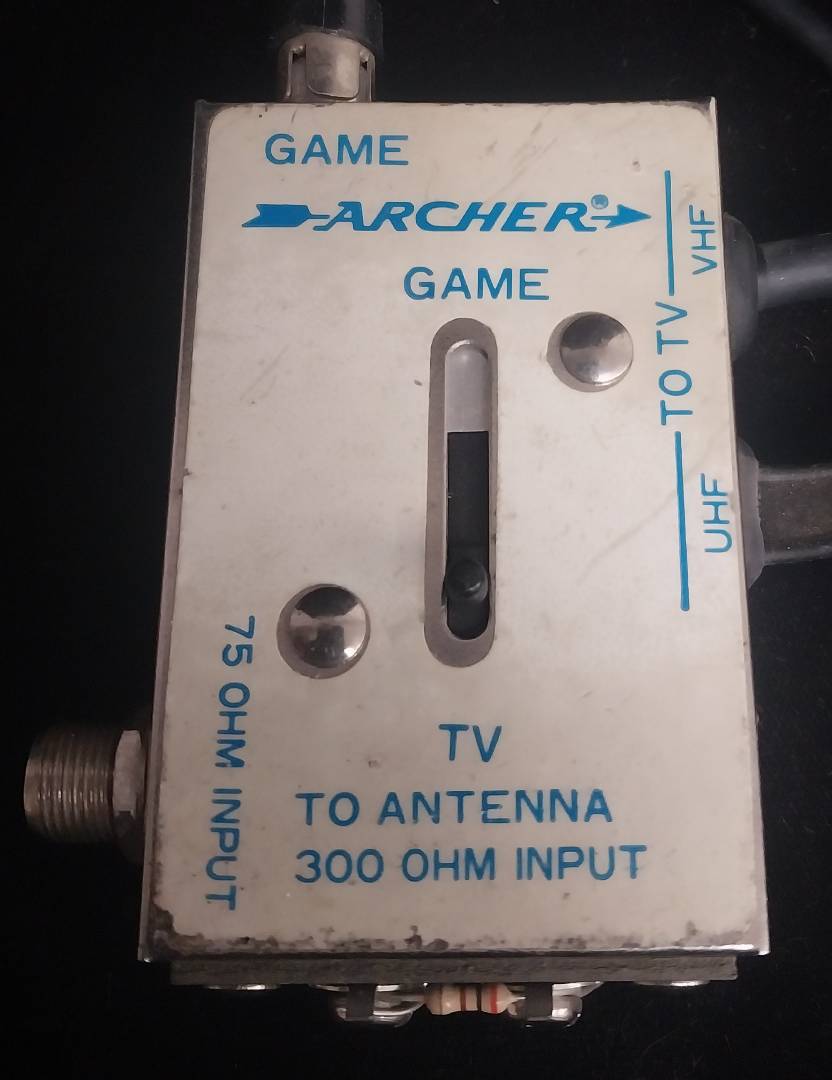 GAME
ARCHER®
GAME
TO TV
VHF
UHF
75 OHM INPUT
TV
TO ANTENNA
300 OHM INPUT